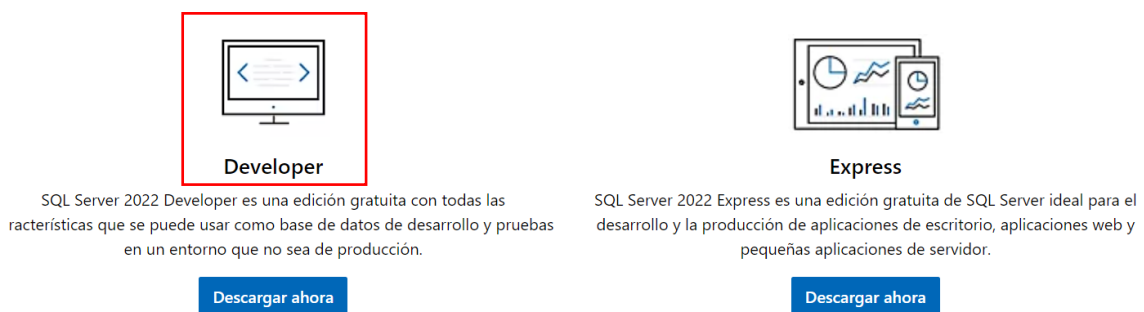 Developer
SQL Server 2022 Developer es una edición gratuita con todas las
racterísticas que se puede usar como base de datos de desarrollo y pruebas
en un entorno que no sea de producción.
Descargar ahora
Express
SQL Server 2022 Express es una edición gratuita de SQL Server ideal para el
desarrollo y la producción de aplicaciones de escritorio, aplicaciones web y
pequeñas aplicaciones de servidor.
Descargar ahora